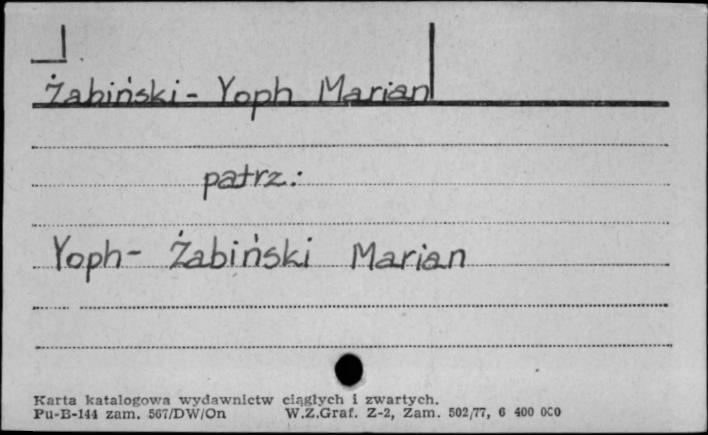 Żabiński- Yoph Marian
patrz.:
Yoph- Żabiński Marian
Karta katalogowa wydawnictw ciągłych i zwartych.
Pu-B-144 zam. 567/DW/On W.Z.Graf. Z-2, Zam. 502/77, 6 400 000